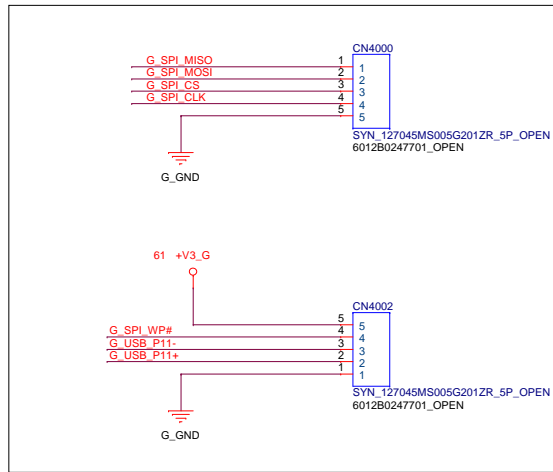 CN4000
G_SPI_MISO 1 1
G_SPI_MOSI 2 2
G_SPI_CS 3 3
G_SPI_CLK 4 4
5 5
SYN_127045MS005G201ZR_5P_OPEN
6012B0247701_OPEN
G_GND
61 +V3_G
CN4002
5 5
G_SPI_WP# 4 4
G_USB_P11- 3 3
G_USB_P11+ 2 2
1 1
SYN_127045MS005G201ZR_5P_OPEN
6012B0247701_OPEN
G_GND